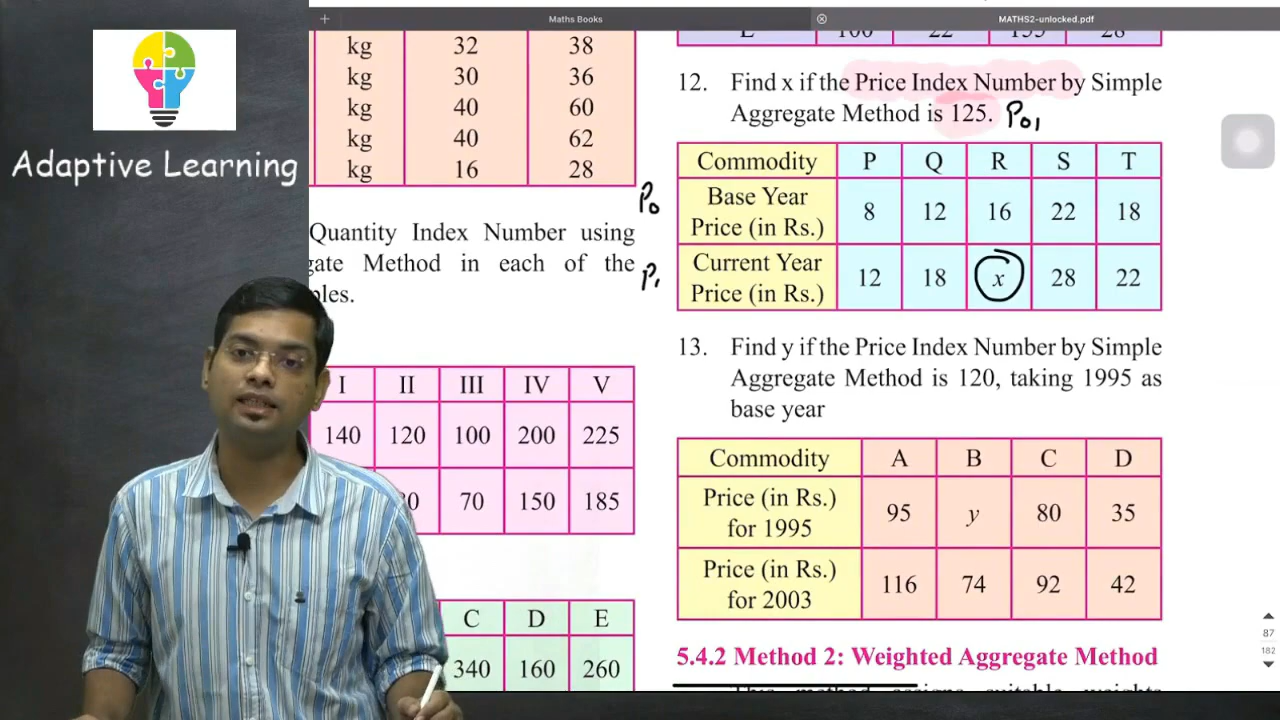 Maths Books
MATHS2-unlocked.pdf
Adaptive Learning
kg 32 38
kg 30 36
kg 40 60
kg 40 62
kg 16 28
Quantity Index Number using
gate Method in each of the
ples.
I II III IV V
140 120 100 200 225
70 150 185
C D E
340 160 260
12. Find x if the Price Index Number by Simple
Aggregate Method is 125. P01
Commodity P Q R S T
P0
Base Year
Price (in Rs.) 8 12 16 22 18
P1
Current Year
Price (in Rs.) 12 18 x 28 22
13. Find y if the Price Index Number by Simple
Aggregate Method is 120, taking 1995 as
base year
Commodity A B C D
Price (in Rs.)
for 1995 95 y 80 35
Price (in Rs.)
for 2003 116 74 92 42
5.4.2 Method 2: Weighted Aggregate Method
87
182